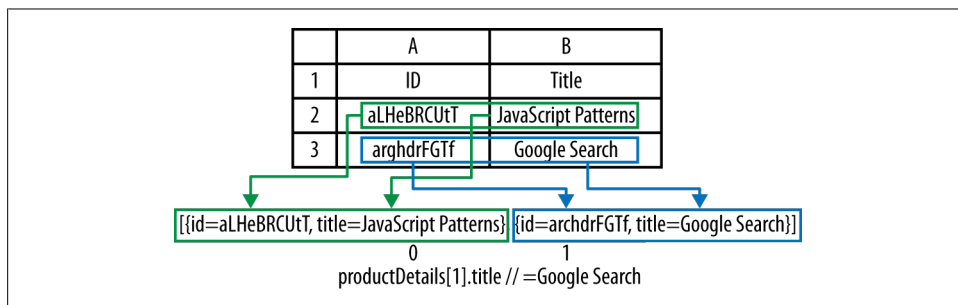 A B
1 ID Title
2 aLHeBRCUtT JavaScript Patterns
3 arghdrFGTf Google Search
[{id=aLHeBRCUtT, title=JavaScript Patterns} {id=archdrFGTf, title=Google Search}]
0 1
productDetails[1].title // =Google Search